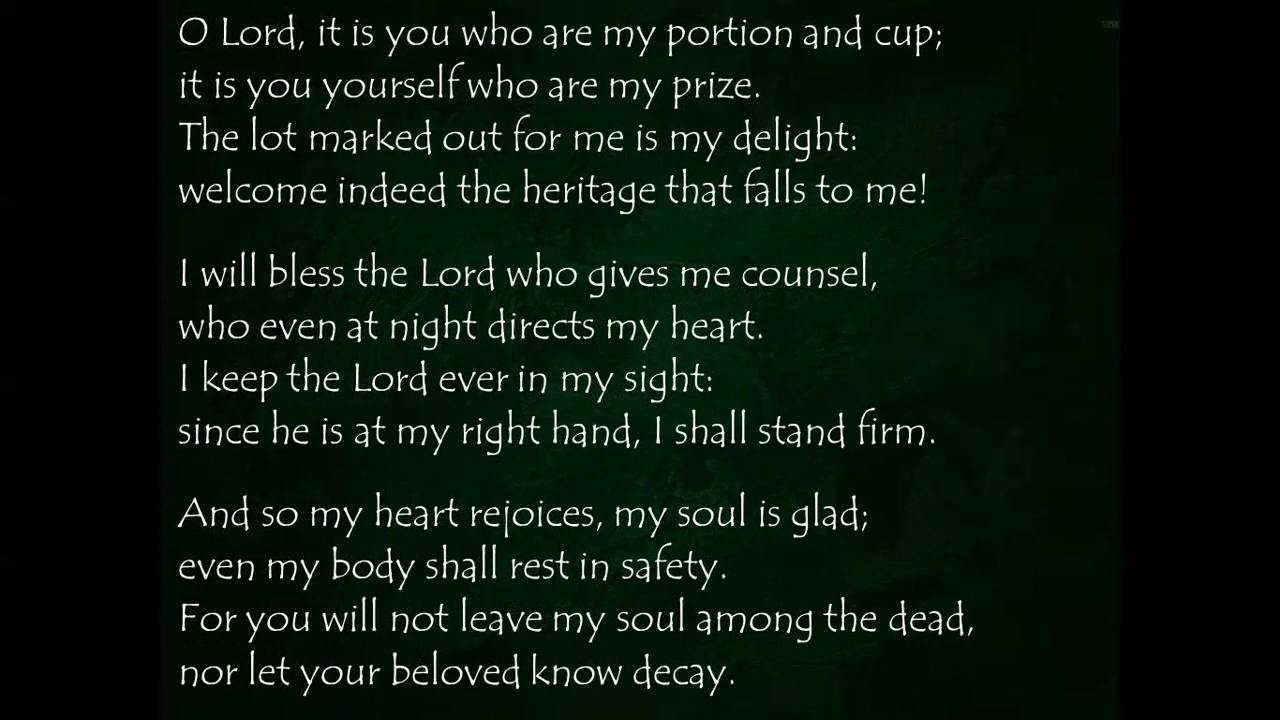 O Lord, it is you who are my portion and cup;
it is you yourself who are my prize.
The lot marked out for me is my delight:
welcome indeed the heritage that falls to me!
I will bless the Lord who gives me counsel,
who even at night directs my heart.
I keep the Lord ever in my sight:
since he is at my right hand, I shall stand firm.
And so my heart rejoices, my soul is glad;
even my body shall rest in safety.
For you will not leave my soul among the dead,
nor let your beloved know decay.